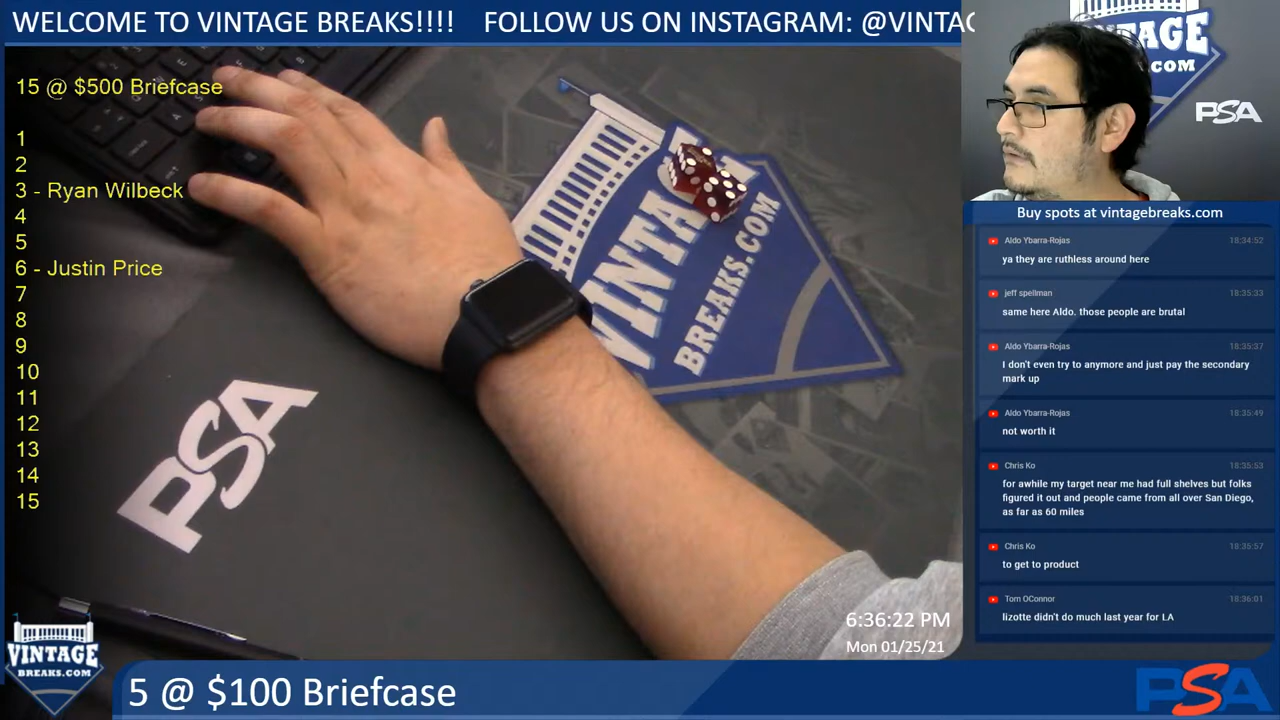 WELCOME TO VINTAGE BREAKS!!!! FOLLOW US ON INSTAGRAM: @VINTAG
15 @ $500 Briefcase
1
2
3 - Ryan Wilbeck
4
5
6 - Justin Price
7
8
9
10
11
12
13
14
15
VINTAGE
BREAKS.COM
PSA
6:36:22 PM
Mon 01/25/21
VINTAGE
BREAKS.COM
5 @ $100 Briefcase
PSA
Buy spots at vintagebreaks.com
Aldo Ybarra-Rojas 18:34:52
ya they are ruthless around here
jeff spellman 18:35:33
same here Aldo. those people are brutal
Aldo Ybarra-Rojas 18:35:37
I don't even try to anymore and just pay the secondary
mark up
Aldo Ybarra-Rojas 18:35:49
not worth it
Chris Ko 18:35:53
for awhile my target near me had full shelves but folks
figured it out and people came from all over San Diego,
as far as 60 miles
Chris Ko 18:35:57
to get to product
Tom OConnor 18:36:01
lizotte didn't do much last year for LA
PSA